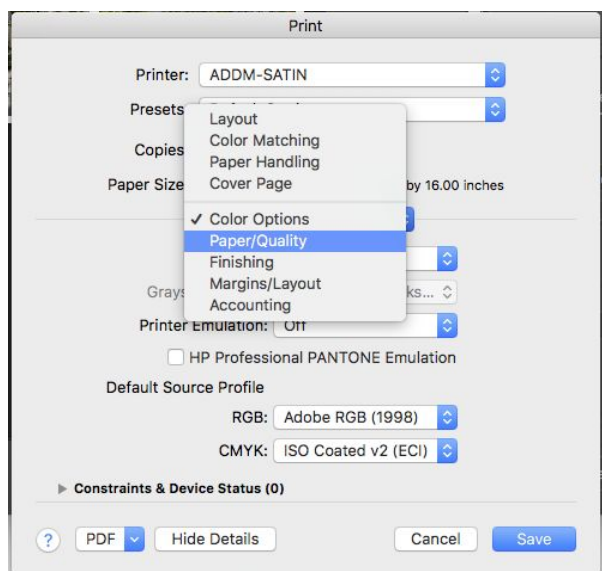 Print
Printer: ADDM-SATIN
Presets
Layout
Color Matching
Copies
Paper Handling
Paper Size
Cover Page
by 16.00 inches
✓ Color Options
Paper/Quality
Finishing
Margins/Layout
Grays
ks...
Accounting
Printer Emulation: Off
HP Professional PANTONE Emulation
Default Source Profile
RGB: Adobe RGB (1998)
CMYK: ISO Coated v2 (ECI)
Constraints & Device Status (0)
? PDF Hide Details Cancel Save